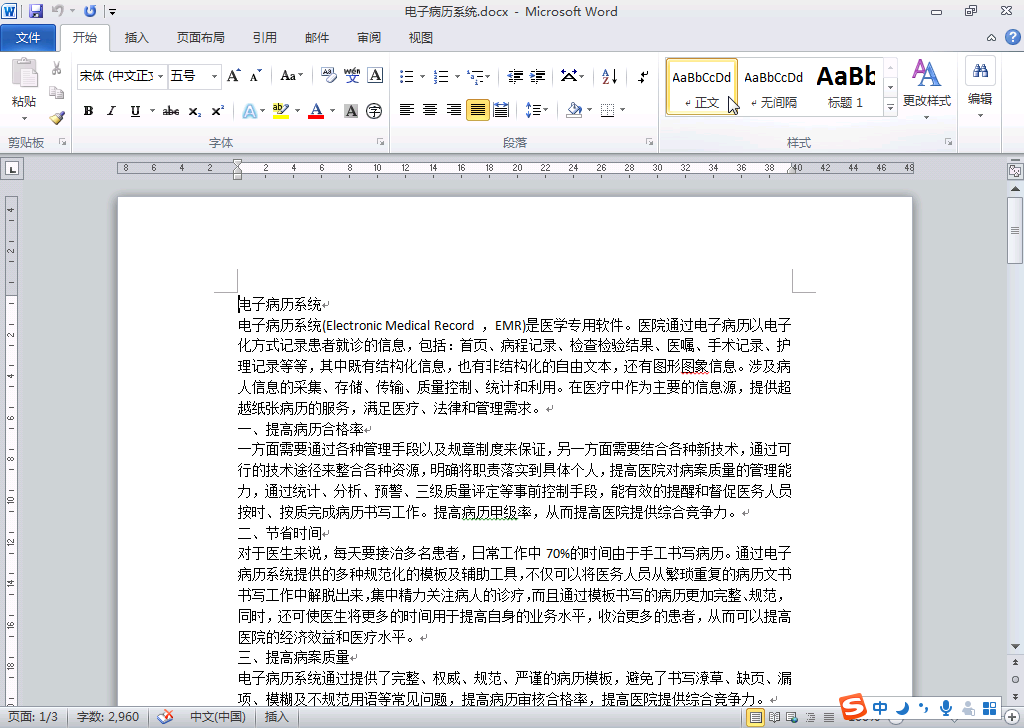 电子病历系统.docx - Microsoft Word
文件 开始 插入 页面布局 引用 邮件 审阅 视图
粘贴 宋体 (中文正文 五号 AaBbCcDd AaBbCcDd AaBb 更改样式 编辑
正文 无间隔 标题 1
剪贴板 字体 段落 样式
8 6 4 2 2 4 6 8 10 12 14 16 18 20 22 24 26 28 30 32 34 36 38 40 42 44 46 48
电子病历系统
电子病历系统(Electronic Medical Record ，EMR)是医学专用软件。医院通过电子病历以电子
化方式记录患者就诊的信息，包括：首页、病程记录、检查检验结果、医嘱、手术记录、护
理记录等等，其中既有结构化信息，也有非结构化的自由文本，还有图形图象信息。涉及病
人信息的采集、存储、传输、质量控制、统计和利用。在医疗中作为主要的信息源，提供超
越纸张病历的服务，满足医疗、法律和管理需求。
一、提高病历合格率
一方面需要通过各种管理手段以及规章制度来保证，另一方面需要结合各种新技术，通过可
行的技术途径来整合各种资源，明确将职责落实到具体个人，提高医院对病案质量的管理能
力，通过统计、分析、预警、三级质量评定等事前控制手段，能有效的提醒和督促医务人员
按时、按质完成病历书写工作。提高病历甲级率，从而提高医院提供综合竞争力。
二、节省时间
对于医生来说，每天要接治多名患者，日常工作中 70%的时间由于手工书写病历。通过电子
病历系统提供的多种规范化的模板及辅助工具，不仅可以将医务人员从繁琐重复的病历文书
书写工作中解脱出来，集中精力关注病人的诊疗，而且通过模板书写的病历更加完整、规范，
同时，还可使医生将更多的时间用于提高自身的业务水平，收治更多的患者，从而可以提高
医院的经济效益和医疗水平。
三、提高病案质量
电子病历系统通过提供了完整、权威、规范、严谨的病历模板，避免了书写潦草、缺页、漏
项、模糊及不规范用语等常见问题，提高病历审核合格率，提高医院提供综合竞争力。
页面: 1/3 字数: 2,960 中文(中国) 插入 中